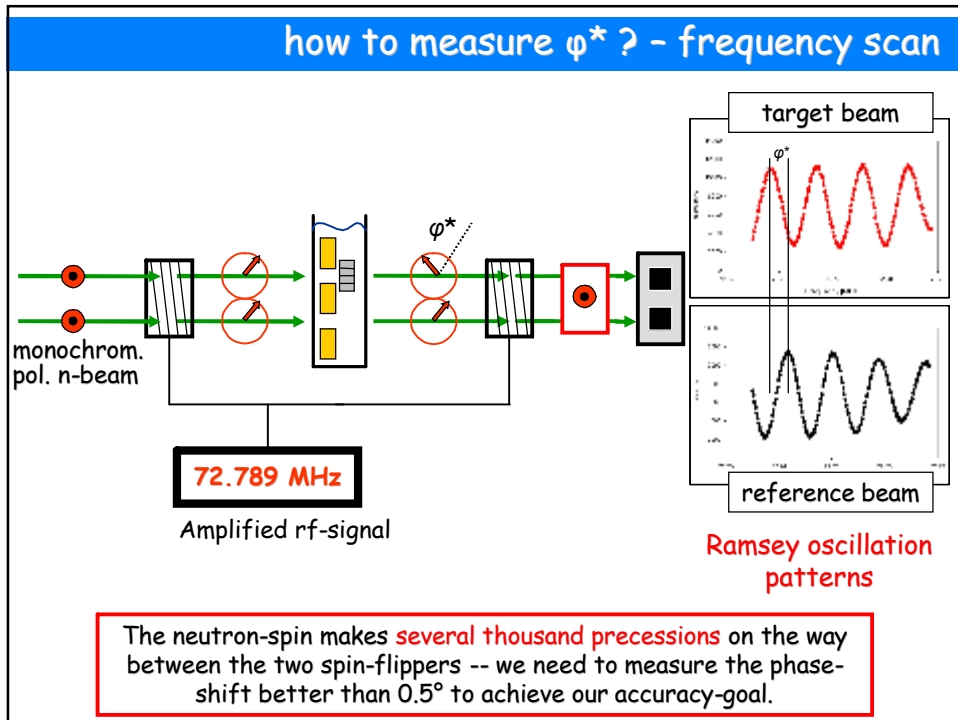 how to measure φ* ? – frequency scan
target beam
φ*
φ*
monochrom.
pol. n-beam
72.789 MHz
Amplified rf-signal
reference beam
Ramsey oscillation
patterns
The neutron-spin makes several thousand precessions on the way
between the two spin-flippers -- we need to measure the phase-
shift better than 0.5° to achieve our accuracy-goal.